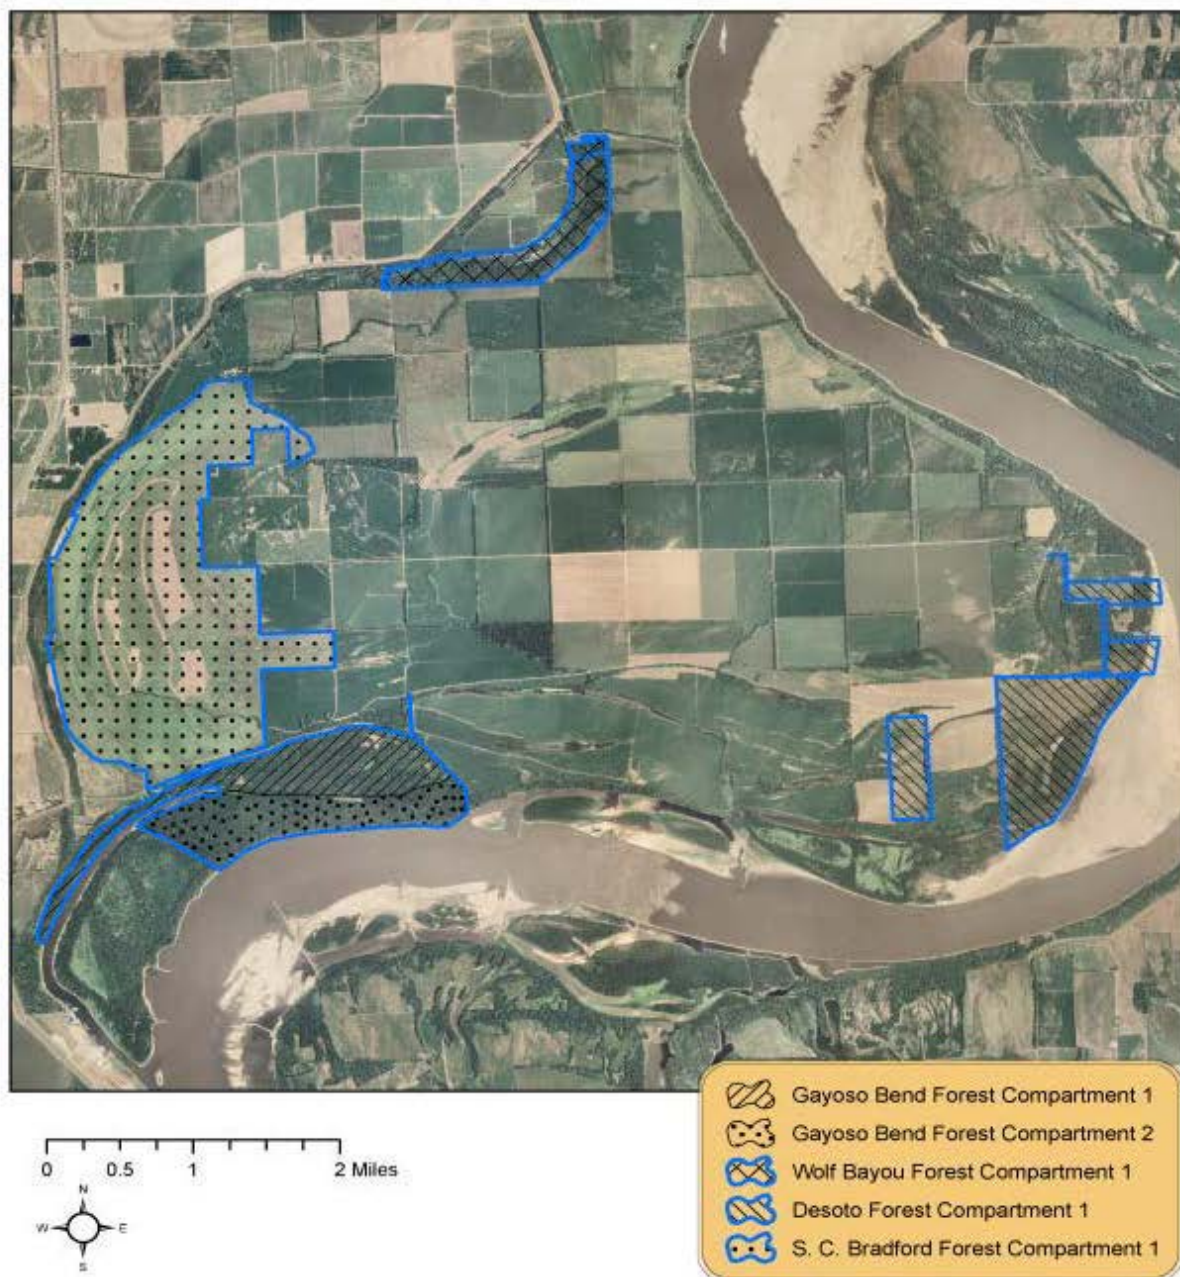 0 0.5 1 2 Miles
N
W E
S
Gayoso Bend Forest Compartment 1
Gayoso Bend Forest Compartment 2
Wolf Bayou Forest Compartment 1
Desoto Forest Compartment 1
S. C. Bradford Forest Compartment 1